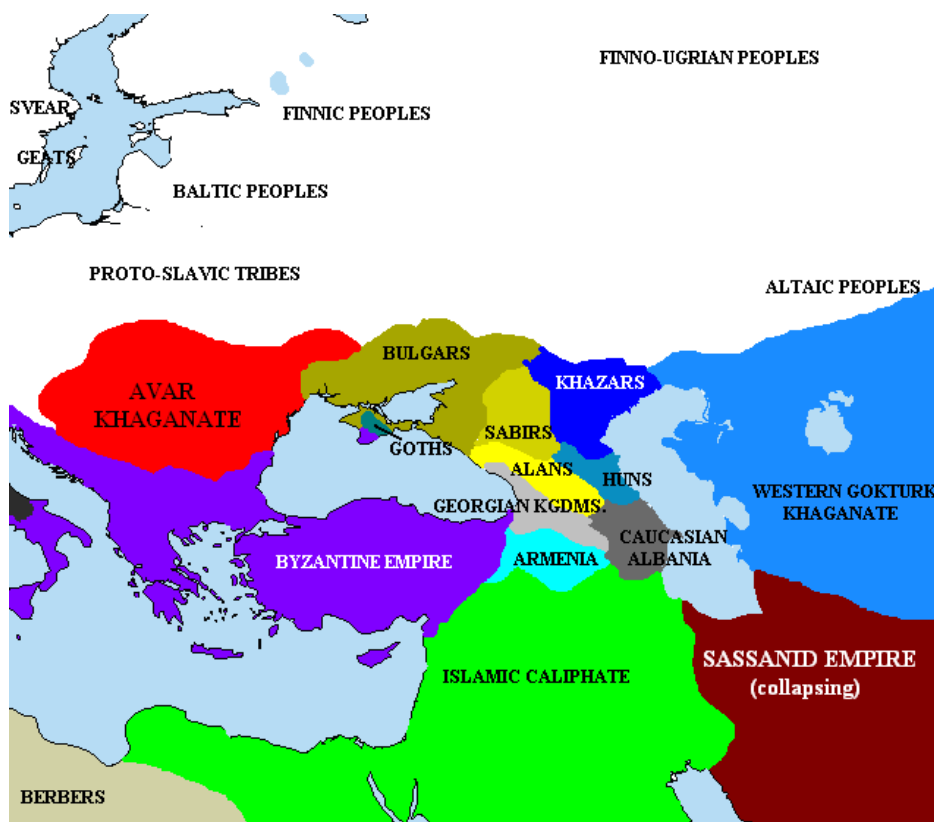 FINNO-UGRIAN PEOPLES
SVEAR
FINNIC PEOPLES
GEATS
BALTIC PEOPLES
PROTO-SLAVIC TRIBES
ALTAIC PEOPLES
BULGARS
KHAZARS
AVAR
KHAGANATE
SABIRS
GOTHS
ALANS
HUNS
WESTERN GOKTURK
KHAGANATE
GEORGIAN KGDMS.
CAUCASIAN
ALBANIA
BYZANTINE EMPIRE
ARMENIA
SASSANID EMPIRE
(collapsing)
ISLAMIC CALIPHATE
BERBERS